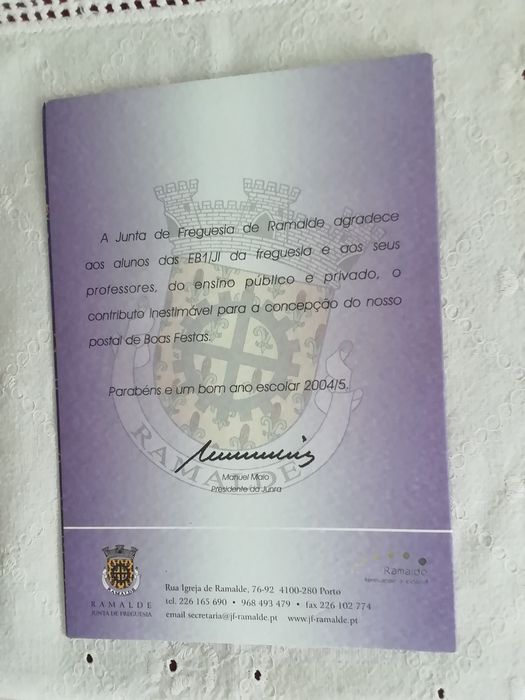 A Junta de Freguesia de Ramalde agradece
aos alunos das EB1/JI da freguesia e aos seus
professores, do ensino público e privado, o
contributo inestimável para a concepção do nosso
postal de Boas Festas.
Parabéns e um bom ano escolar 2004/5.
RAMALDE
Manuel Maio
Presidente da Junta
RAMALDE
RAMALDE
JUNTA DE FREGUESIA
Rua Igreja de Ramalde, 76-92 4100-280 Porto
tel. 226 165 690 • 968 493 479 • fax 226 102 774
email secretaria@jf-ramalde.pt www.jf-ramalde.pt
Ramalde